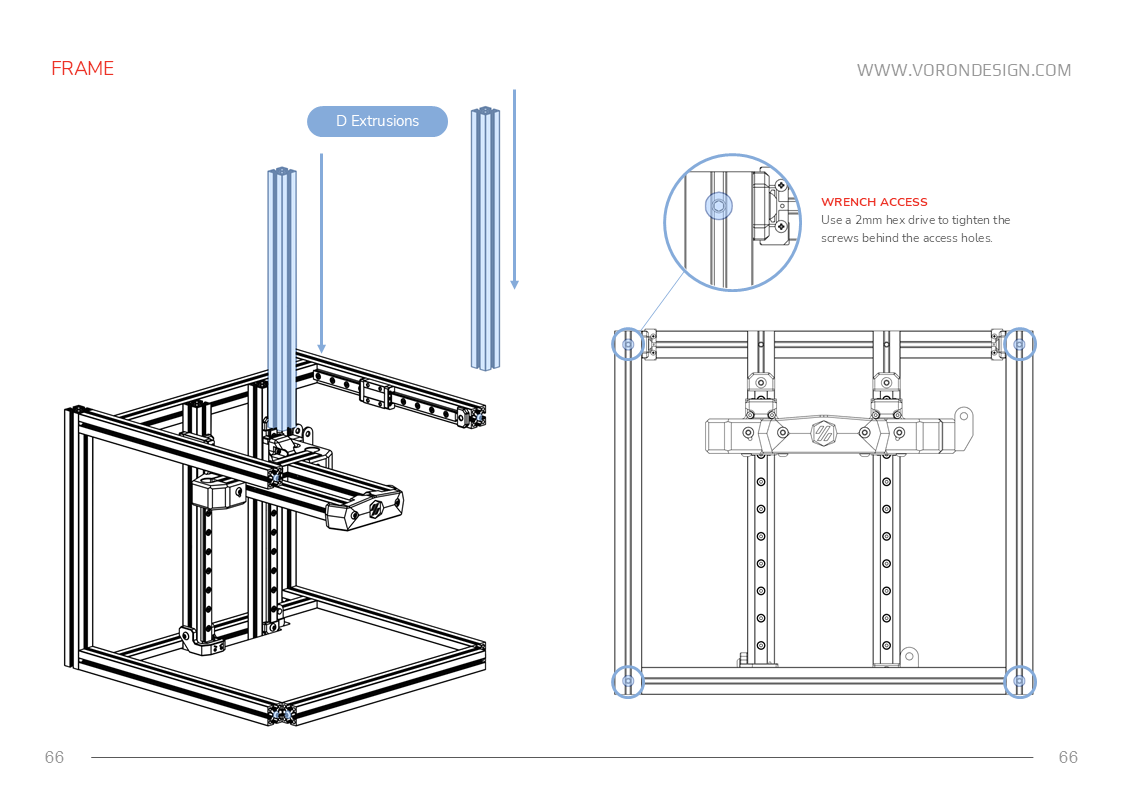 FRAME
WWW.VORONDESIGN.COM
D Extrusions
WRENCH ACCESS
Use a 2mm hex drive to tighten the
screws behind the access holes.
66
66